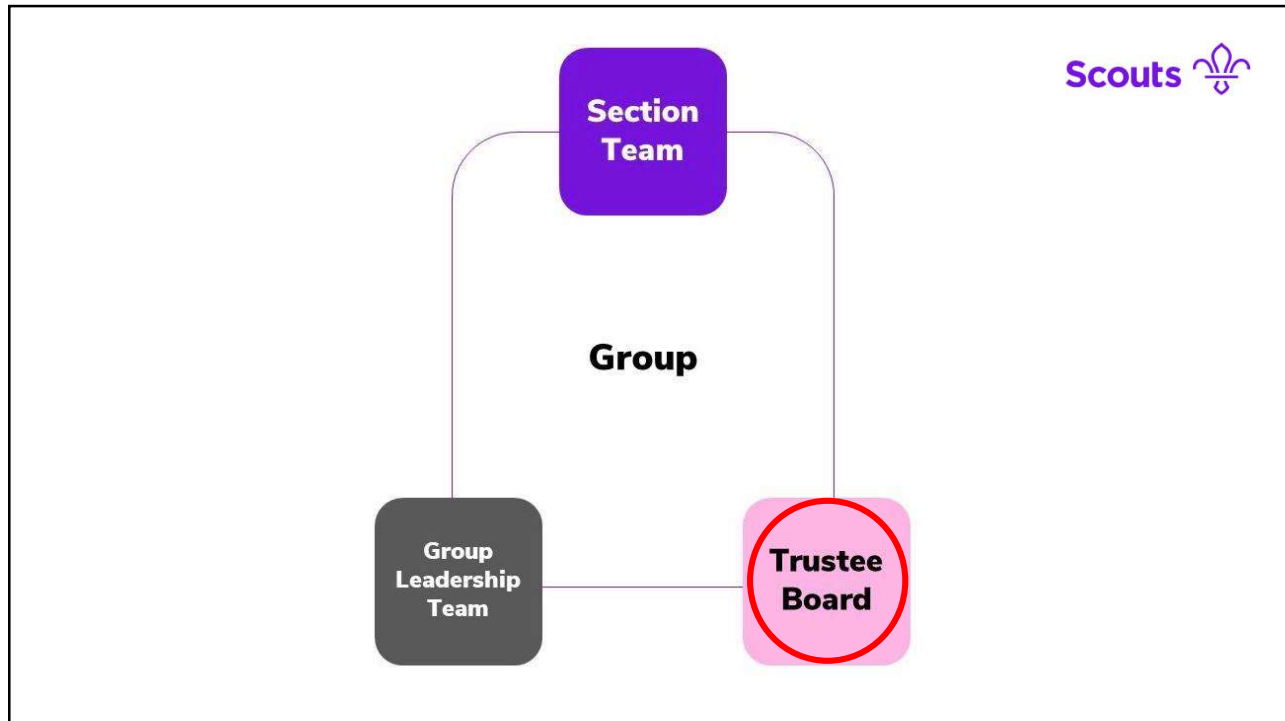 Scouts
Section
Team
Group
Group
Leadership
Team
Trustee
Board